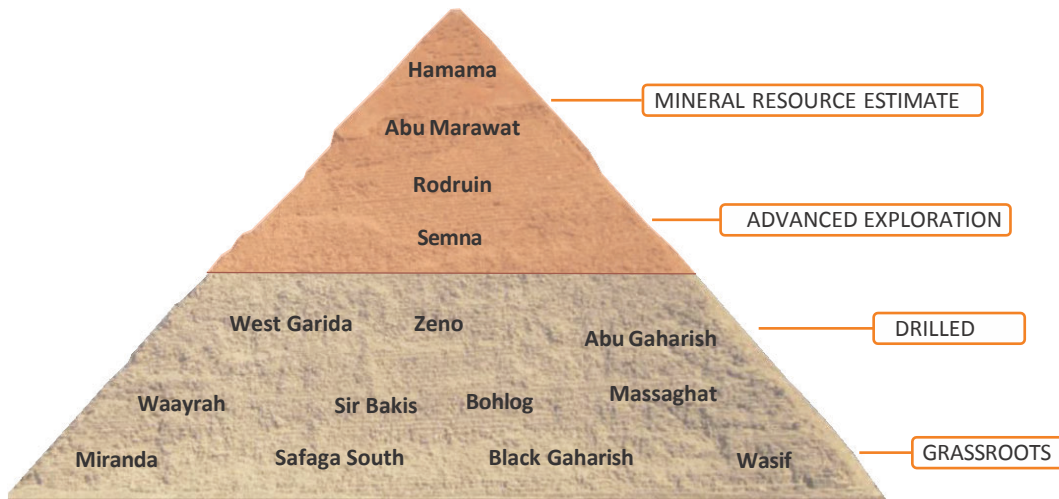 Hamama
MINERAL RESOURCE ESTIMATE
Abu Marawat
Rodruin
ADVANCED EXPLORATION
Semna
West Garida
Zeno
Abu Gaharish
DRILLED
Waayrah
Sir Bakis
Bohlog
Massaghat
Miranda
Safaga South
Black Gaharish
Wasif
GRASSROOTS